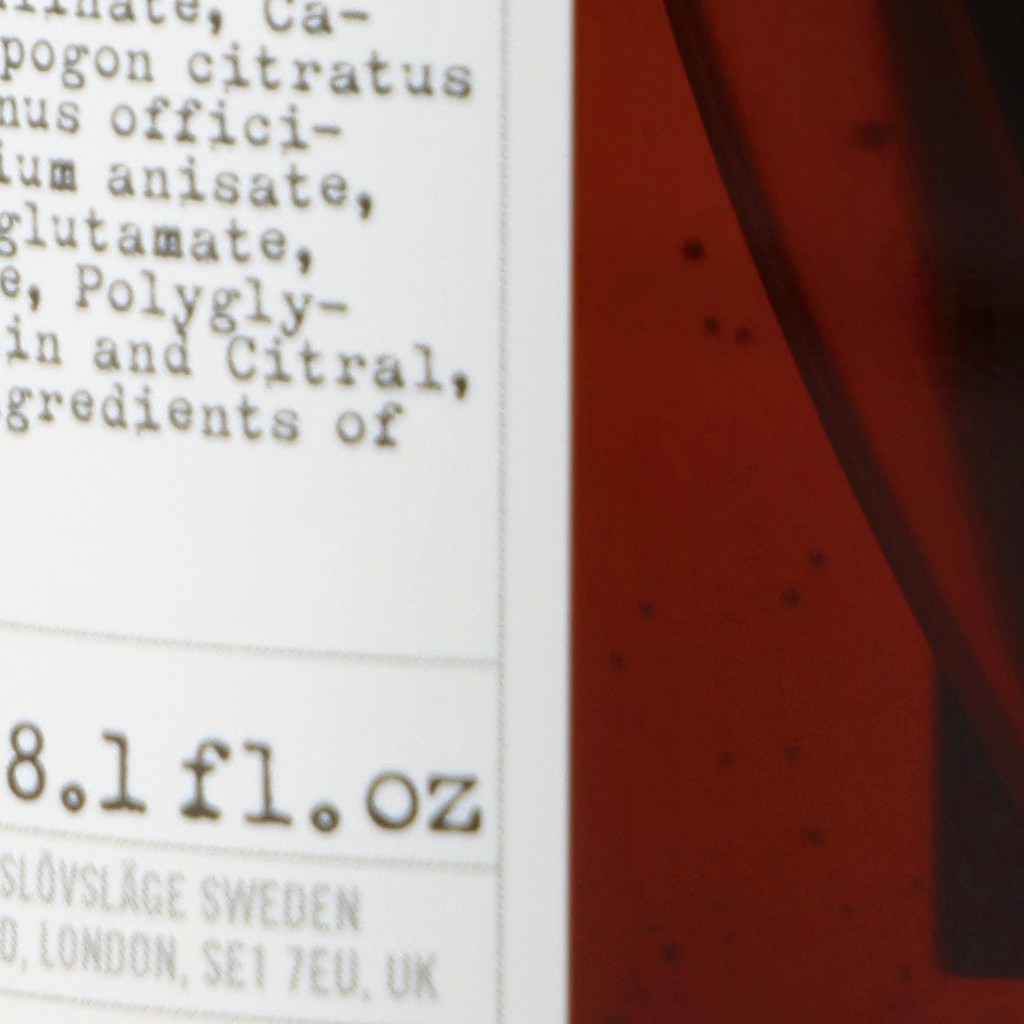 Ca-
pogon citratus
nus offici-
ium anisate,
glutamate,
e, Polygly-
in and Citral,
gredients of
8.1 fl. oz
SLÖVSLÄGE SWEDEN
D, LONDON, SE1 7EU, UK